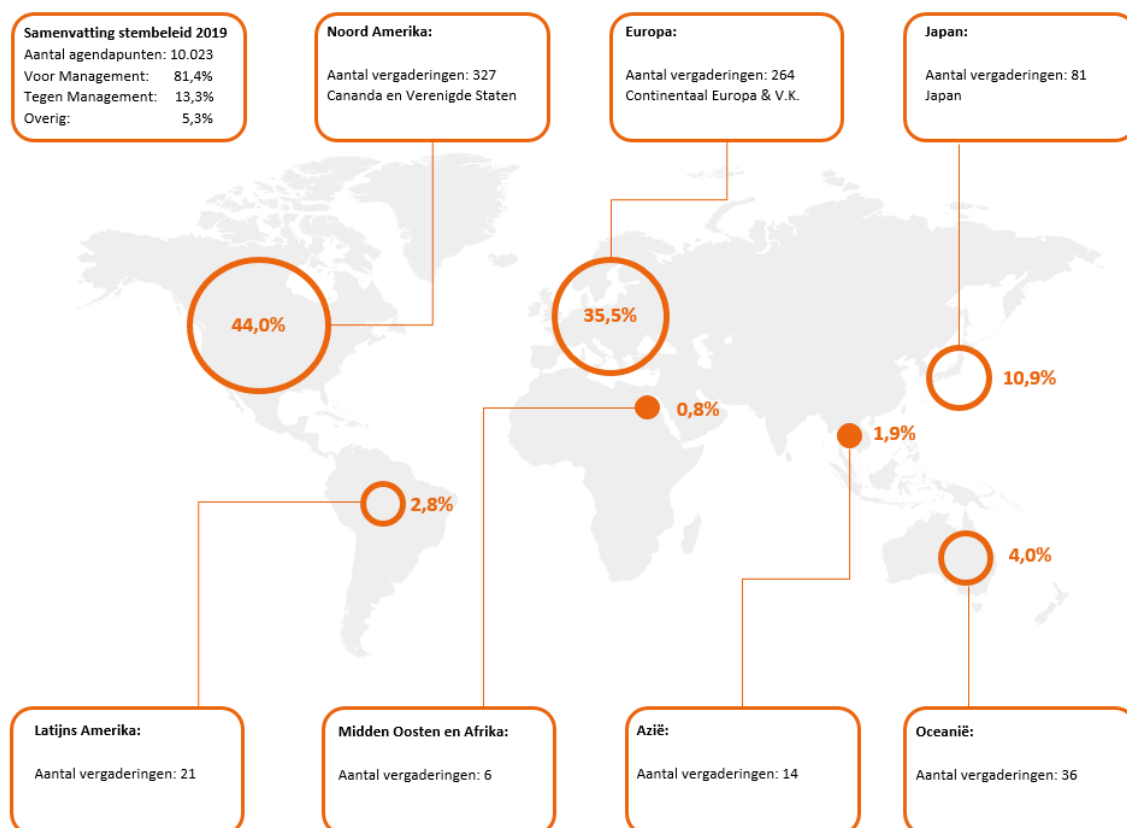 Samenvatting stembeleid 2019
Aantal agendapunten: 10.023
Voor Management: 81,4%
Tegen Management: 13,3%
Overig: 5,3%
Noord Amerika:
Aantal vergaderingen: 327
Cananda en Verenigde Staten
Europa:
Aantal vergaderingen: 264
Continentaal Europa & V.K.
Japan:
Aantal vergaderingen: 81
Japan
44,0%
35,5%
10,9%
0,8%
1,9%
2,8%
4,0%
Latijns Amerika:
Aantal vergaderingen: 21
Midden Oosten en Afrika:
Aantal vergaderingen: 6
Azië:
Aantal vergaderingen: 14
Oceanië:
Aantal vergaderingen: 36